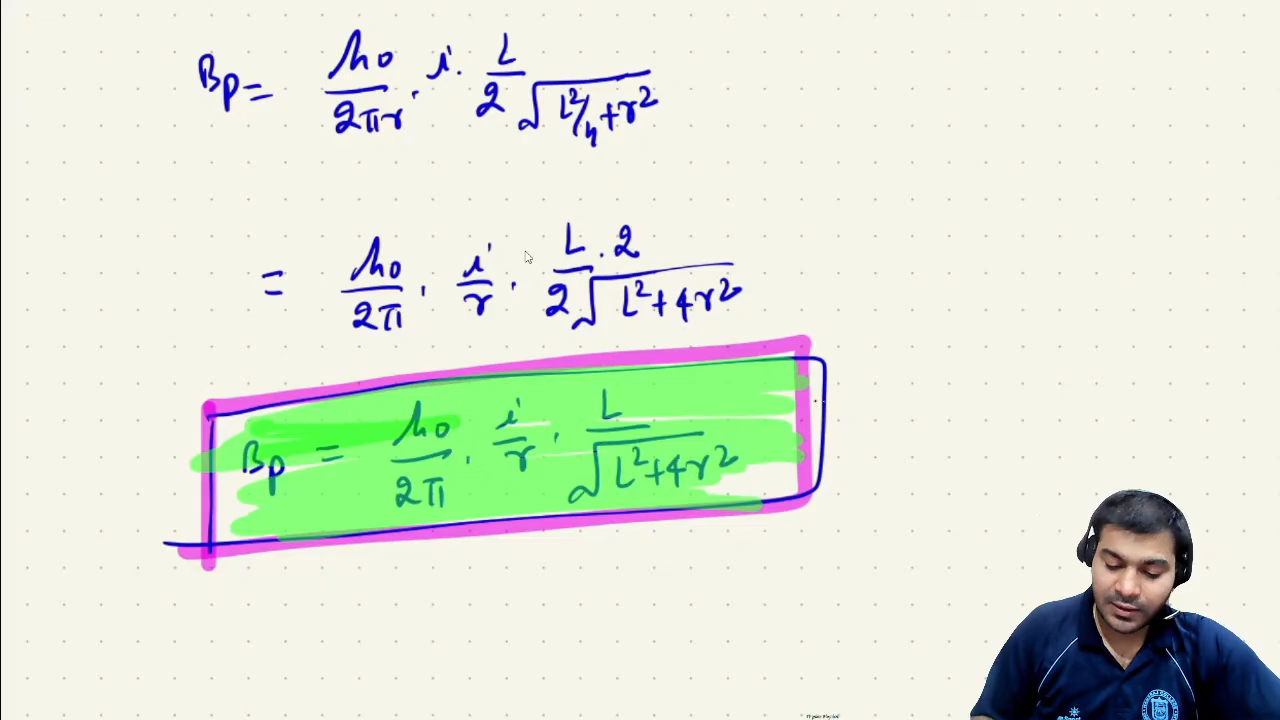 Bp = μ0/2πr · i · L/2√(L²/4+r²)
= μ0/2π · i/r · L·2/2√(L²+4r²)
Bp = μ0/2π · i/r · L/√(L²+4r²)